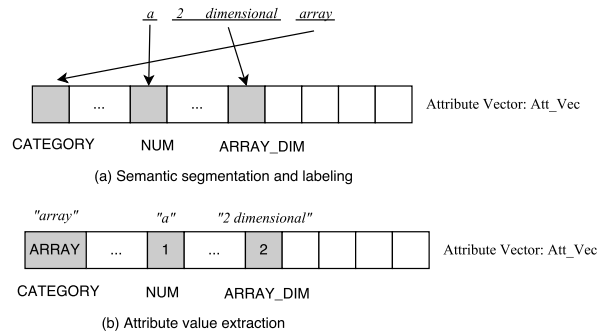 a 2 dimensional array
... ... Attribute Vector: Att_Vec
CATEGORY NUM ARRAY_DIM
(a) Semantic segmentation and labeling
"array" "a" "2 dimensional"
ARRAY ... 1 ... 2 Attribute Vector: Att_Vec
CATEGORY NUM ARRAY_DIM
(b) Attribute value extraction